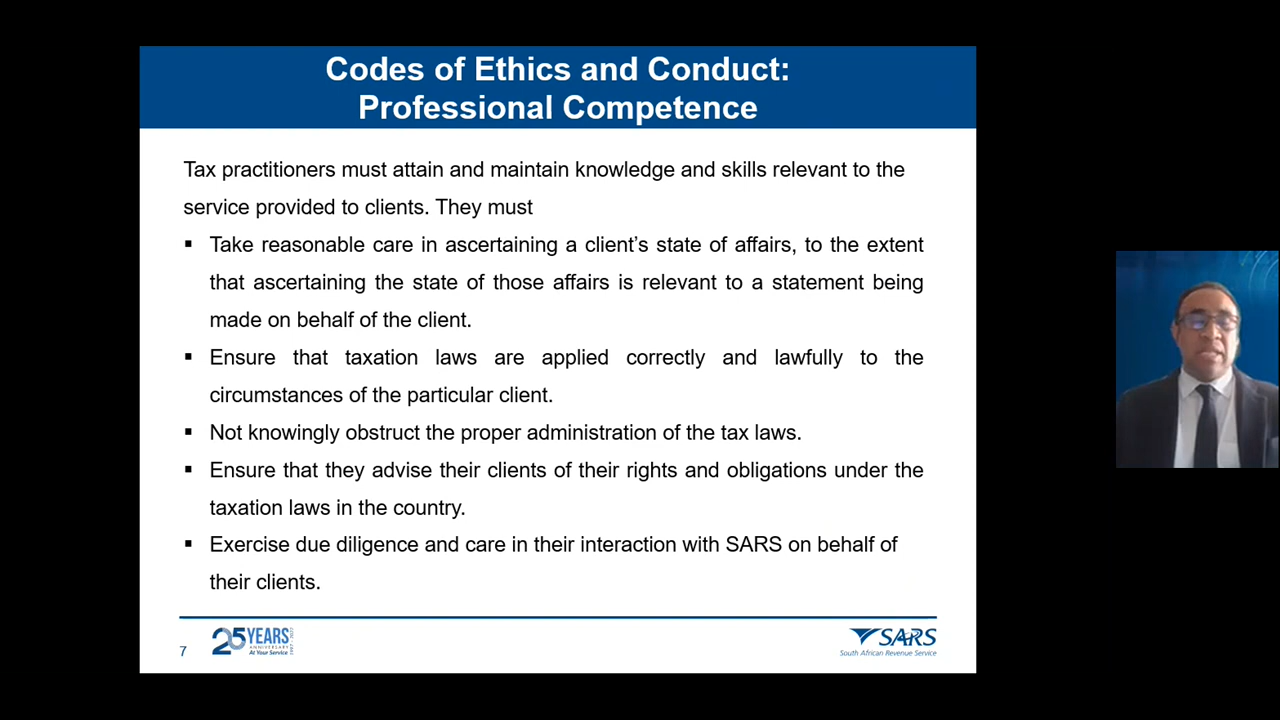 Codes of Ethics and Conduct:
Professional Competence
Tax practitioners must attain and maintain knowledge and skills relevant to the
service provided to clients. They must
▪ Take reasonable care in ascertaining a client’s state of affairs, to the extent
that ascertaining the state of those affairs is relevant to a statement being
made on behalf of the client.
▪ Ensure that taxation laws are applied correctly and lawfully to the
circumstances of the particular client.
▪ Not knowingly obstruct the proper administration of the tax laws.
▪ Ensure that they advise their clients of their rights and obligations under the
taxation laws in the country.
▪ Exercise due diligence and care in their interaction with SARS on behalf of
their clients.
7
25 YEARS
ANNIVERSARY
At Your Service
SARS
South African Revenue Service